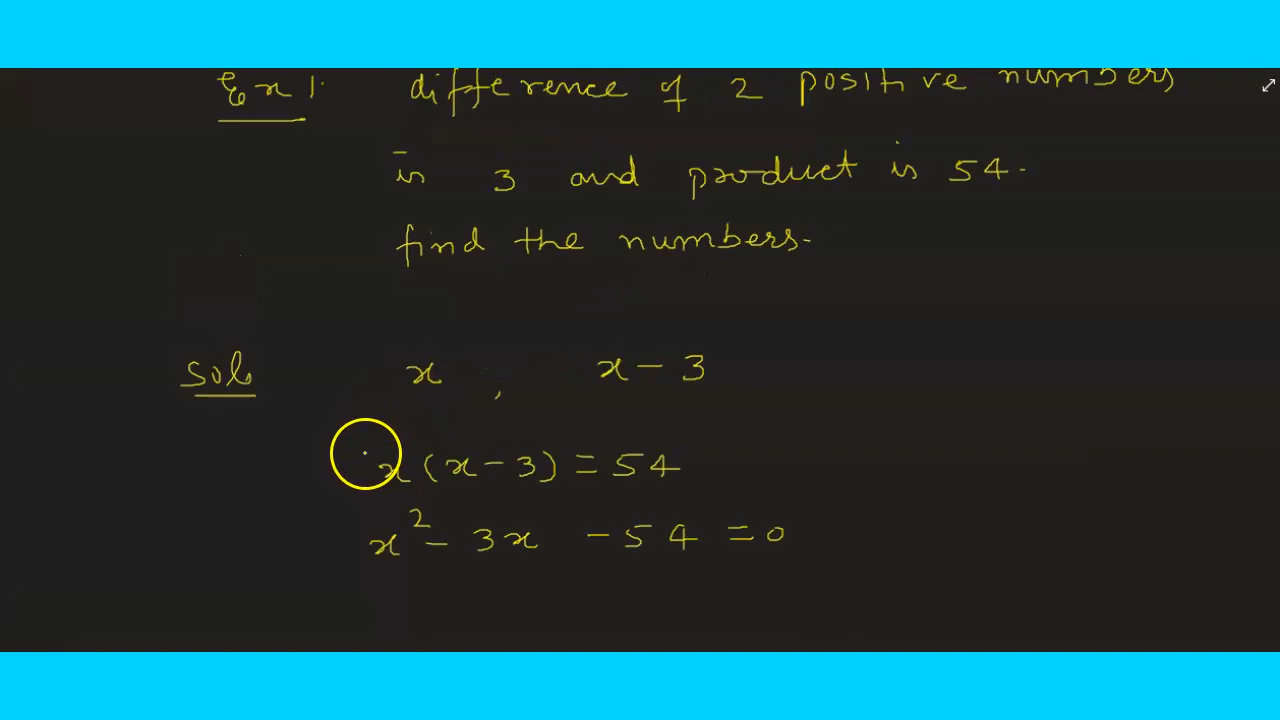 Ex 1. difference of 2 positive numbers
is 3 and product is 54.
find the numbers.
Sol x , x - 3
x (x - 3) = 54
x² - 3x - 54 = 0